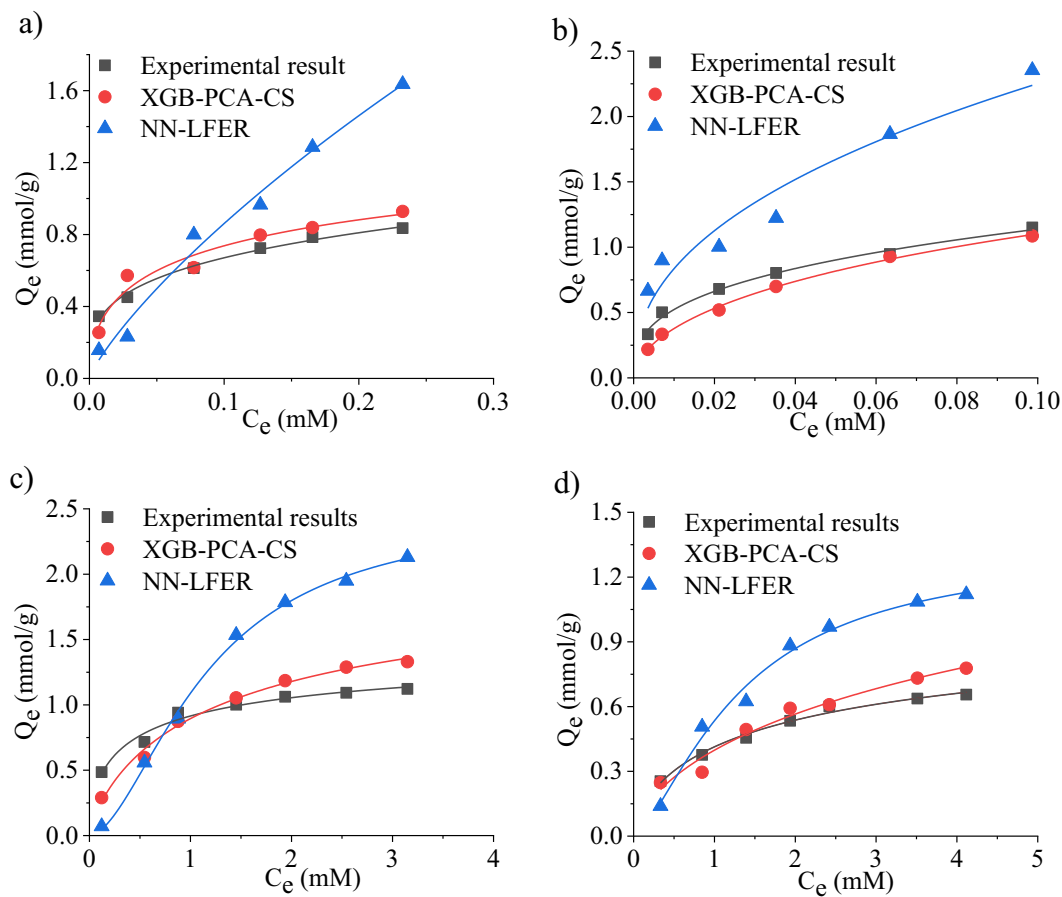 a)
Experimental result
XGB-PCA-CS
NN-LFER
Qe (mmol/g)
1.6
1.2
0.8
0.4
0.0
0.0 0.1 0.2 0.3
Ce (mM)
b)
Experimental result
XGB-PCA-CS
NN-LFER
Qe (mmol/g)
2.5
2.0
1.5
1.0
0.5
0.0
0.00 0.02 0.04 0.06 0.08 0.10
Ce (mM)
c)
Experimental results
XGB-PCA-CS
NN-LFER
Qe (mmol/g)
2.5
2.0
1.5
1.0
0.5
0.0
0 1 2 3 4
Ce (mM)
d)
Experimental results
XGB-PCA-CS
NN-LFER
Qe (mmol/g)
1.5
1.2
0.9
0.6
0.3
0.0
0 1 2 3 4 5
Ce (mM)